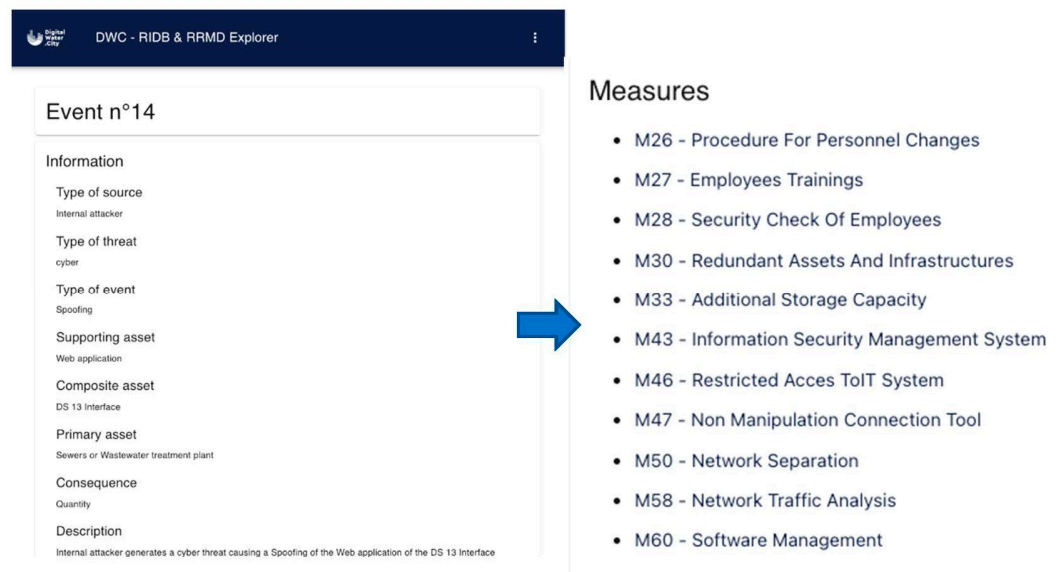 Digital
Water
.City
DWC - RIDB & RRMD Explorer
Event n°14
Information
Type of source
Internal attacker
Type of threat
cyber
Type of event
Spoofing
Supporting asset
Web application
Composite asset
DS 13 Interface
Primary asset
Sewers or Wastewater treatment plant
Consequence
Quantity
Description
Internal attacker generates a cyber threat causing a Spoofing of the Web application of the DS 13 Interface
Measures
• M26 - Procedure For Personnel Changes
• M27 - Employees Trainings
• M28 - Security Check Of Employees
• M30 - Redundant Assets And Infrastructures
• M33 - Additional Storage Capacity
• M43 - Information Security Management System
• M46 - Restricted Acces ToIT System
• M47 - Non Manipulation Connection Tool
• M50 - Network Separation
• M58 - Network Traffic Analysis
• M60 - Software Management